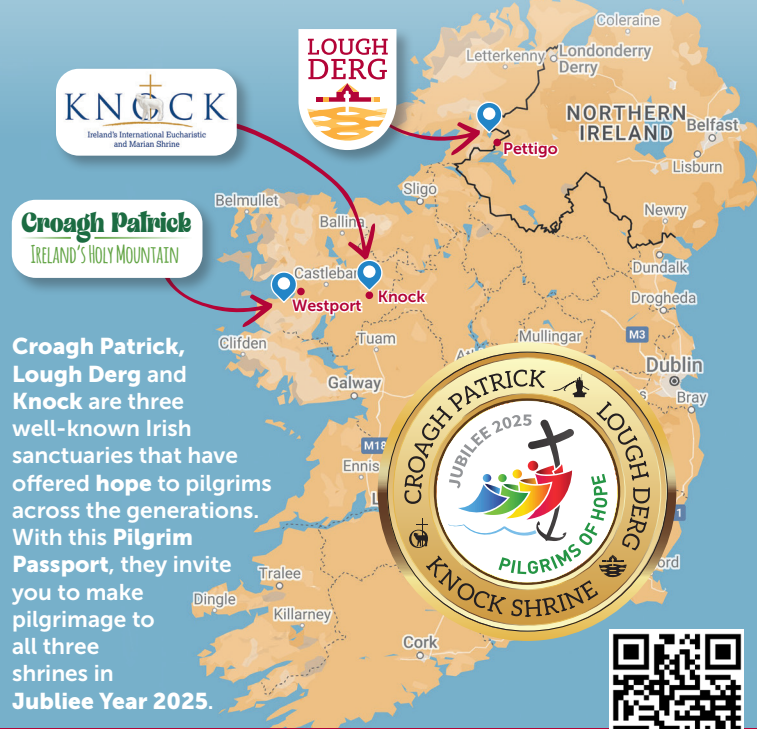 Coleraine
LOUGH
DERG
Letterkenny
Londonderry
Derry
KNOCK
Ireland's International Eucharistic
and Marian Shrine
NORTHERN
IRELAND
Belfast
Pettigo
Lisburn
Sligo
Belmullet
Newry
Ballina
Croagh Patrick
IRELAND'S HOLY MOUNTAIN
Castlebar
Dundalk
Knock
Westport
Drogheda
Clifden
Tuam
Mullingar
M3
Croagh Patrick,
Lough Derg and
Knock are three
well-known Irish
sanctuaries that have
offered hope to pilgrims
across the generations.
With this Pilgrim
Passport, they invite
you to make
pilgrimage to
all three
shrines in
Jubliee Year 2025.
Dublin
Galway
Bray
CROAGH PATRICK
LOUGH DERG
KNOCK SHRINE
JUBILEE 2025
PILGRIMS OF HOPE
M18
Ennis
Tralee
Dingle
Killarney
Cork